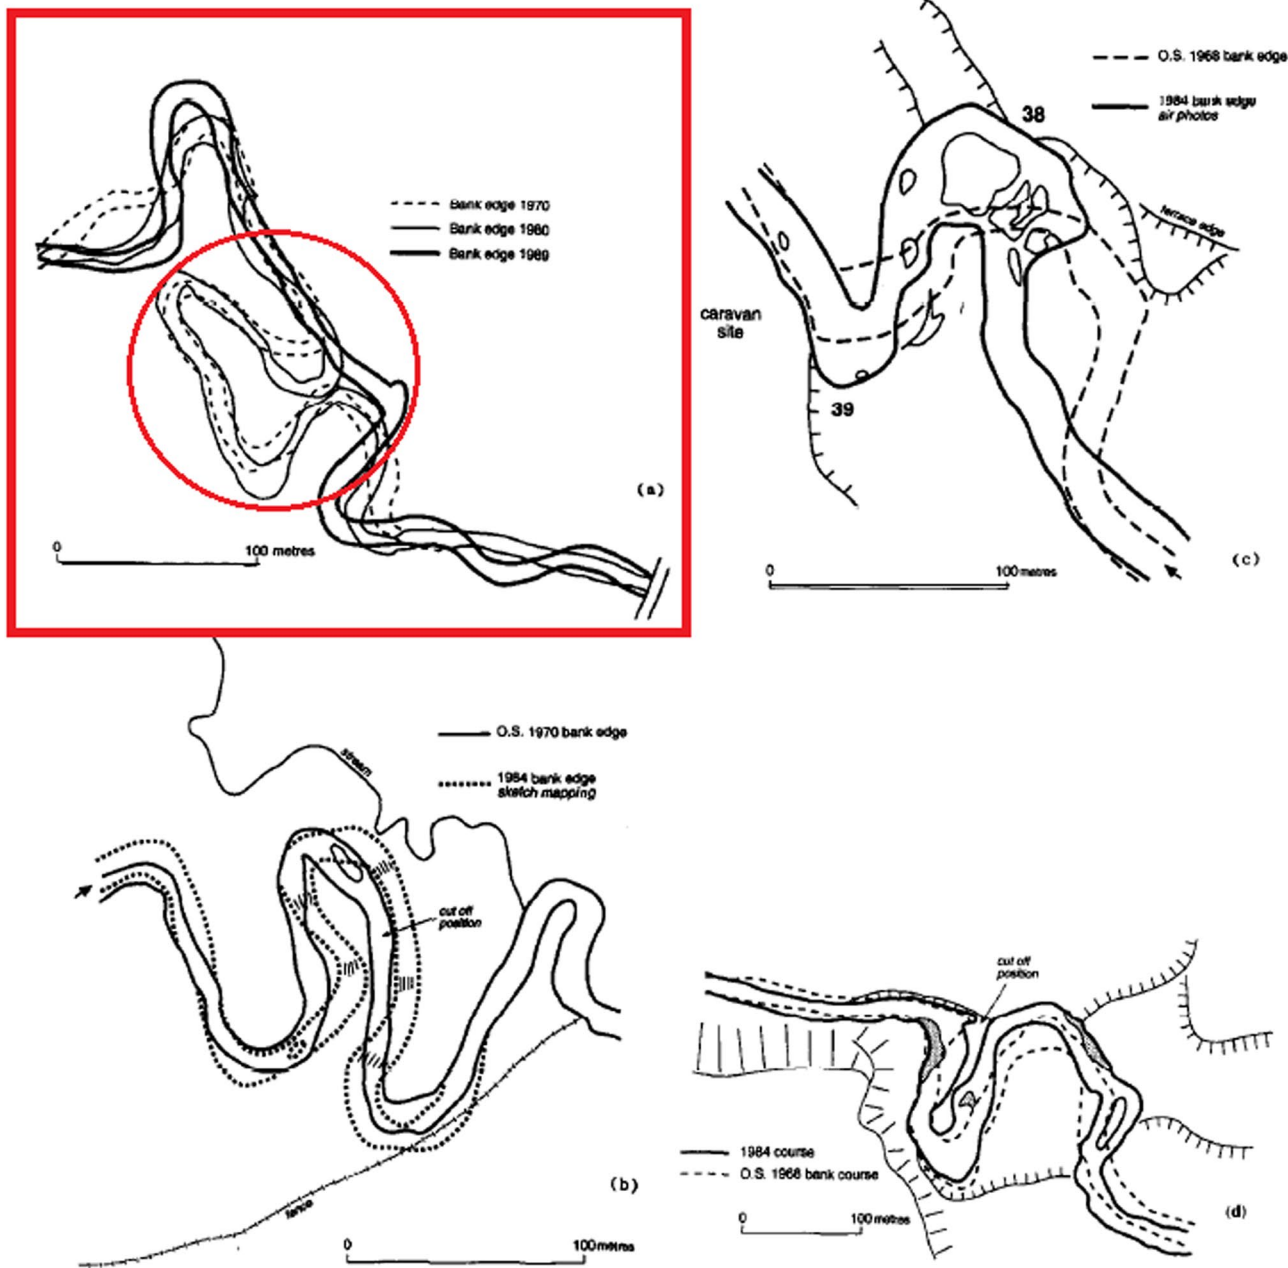 Bank edge 1970
Bank edge 1980
Bank edge 1989
(a)
0
100 metres
O.S. 1968 bank edge
1984 bank edge
air photos
38
terrace edge
caravan
site
39
(c)
0
100 metres
O.S. 1970 bank edge
1984 bank edge
sketch mapping
stream
cut off
position
fence
(b)
0
100 metres
cut off
position
1984 course
O.S. 1968 bank course
(d)
0
100 metres